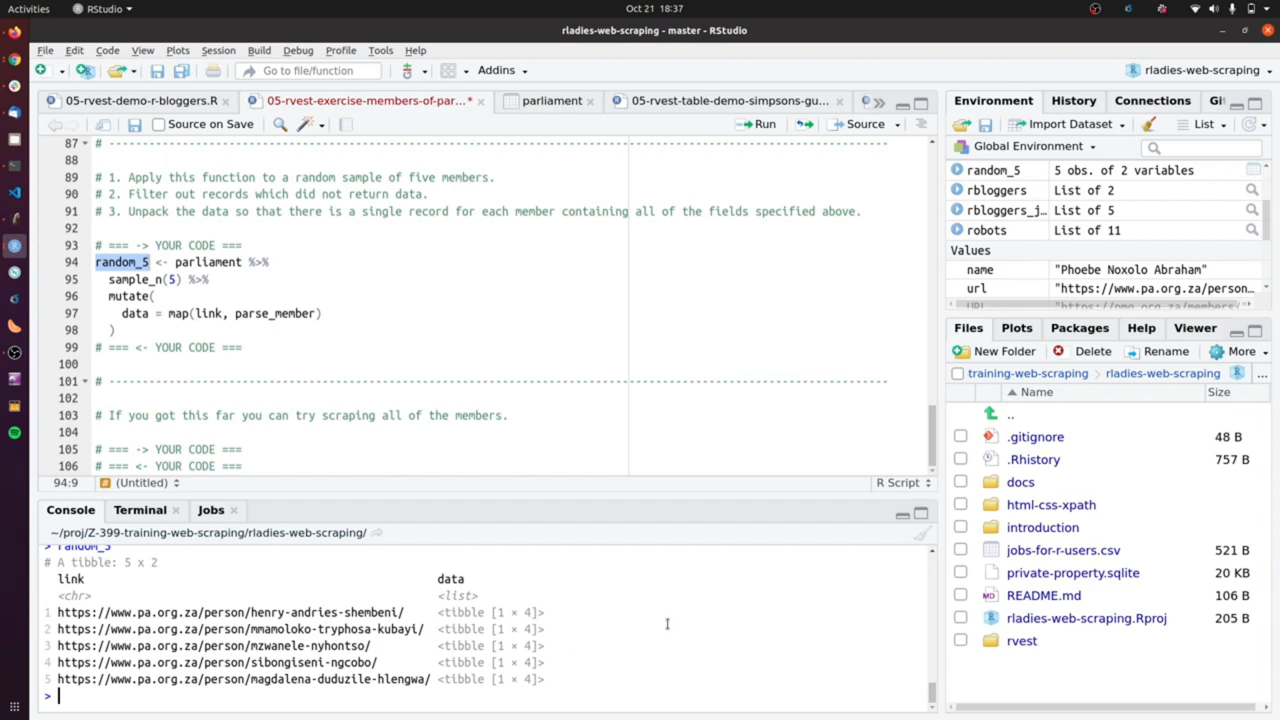 Activities
RStudio
Oct 21 18:37
rladies-web-scraping - master - RStudio
File Edit Code View Plots Session Build Debug Profile Tools Help
Go to file/function
Addins
rladies-web-scraping
05-rvest-demo-r-bloggers.R
05-rvest-exercise-members-of-par...*
parliament
05-rvest-table-demo-simpsons-gu...
Source on Save
Run
Source
87 # ----------------------------------------------------------------------------------------------------------------------
88
89 # 1. Apply this function to a random sample of five members.
90 # 2. Filter out records which did not return data.
91 # 3. Unpack the data so that there is a single record for each member containing all of the fields specified above.
92
93 # === -> YOUR CODE ===
94 random_5 <- parliament %>%
95 sample_n(5) %>%
96 mutate(
97 data = map(link, parse_member)
98 )
99 # === <- YOUR CODE ===
100
101 # ----------------------------------------------------------------------------------------------------------------------
102
103 # If you got this far you can try scraping all of the members.
104
105 # === -> YOUR CODE ===
106 # === <- YOUR CODE ===
94:9
(Untitled)
R Script
Console Terminal Jobs
~/proj/Z-399-training-web-scraping/rladies-web-scraping/
> random_5
# A tibble: 5 x 2
link data
<chr> <list>
1 https://www.pa.org.za/person/henry-andries-shembeni/ <tibble [1 × 4]>
2 https://www.pa.org.za/person/mmamoloko-tryphosa-kubayi/ <tibble [1 × 4]>
3 https://www.pa.org.za/person/mzwanele-nyhontso/ <tibble [1 × 4]>
4 https://www.pa.org.za/person/sibongiseni-ngcobo/ <tibble [1 × 4]>
5 https://www.pa.org.za/person/magdalena-duduzile-hlengwa/ <tibble [1 × 4]>
>
Environment History Connections Gi
Import Dataset
List
Global Environment
random_5 5 obs. of 2 variables
rbloggers List of 2
rbloggers_j... List of 5
robots List of 11
Values
name "Phoebe Noxolo Abraham"
url "https://www.pa.org.za/person...
URL "https://pmg.org.za/members/
Files Plots Packages Help Viewer
New Folder Delete Rename More
training-web-scraping rladies-web-scraping ...
Name Size
..
.gitignore 48 B
.Rhistory 757 B
docs
html-css-xpath
introduction
jobs-for-r-users.csv 521 B
private-property.sqlite 20 KB
README.md 106 B
rladies-web-scraping.Rproj 205 B
rvest